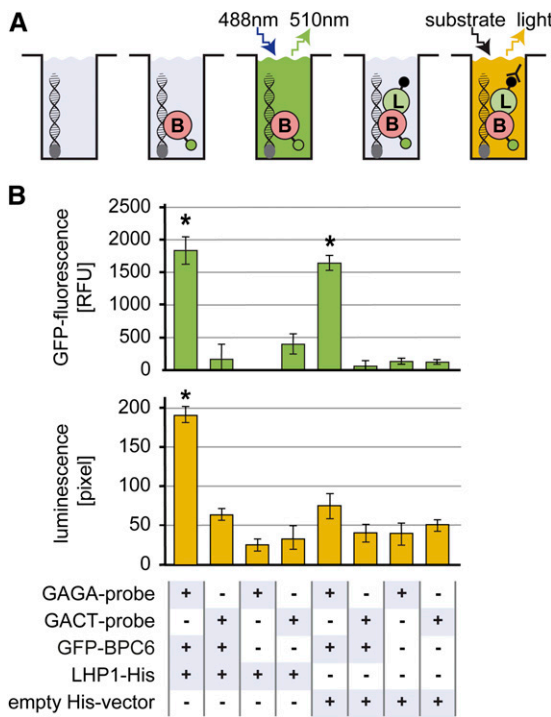 A
488nm 510nm
substrate light
B
B
L
B
L
B
B
2500
2000
1500
1000
500
0
GFP-fluorescence
[RFU]
*
*
200
150
100
50
0
luminescence
[pixel]
*
GAGA-probe + - + - + - + -
GACT-probe - + - + - + - +
GFP-BPC6 + + - - + + - -
LHP1-His + + + + - - - -
empty His-vector - - - - + + + +